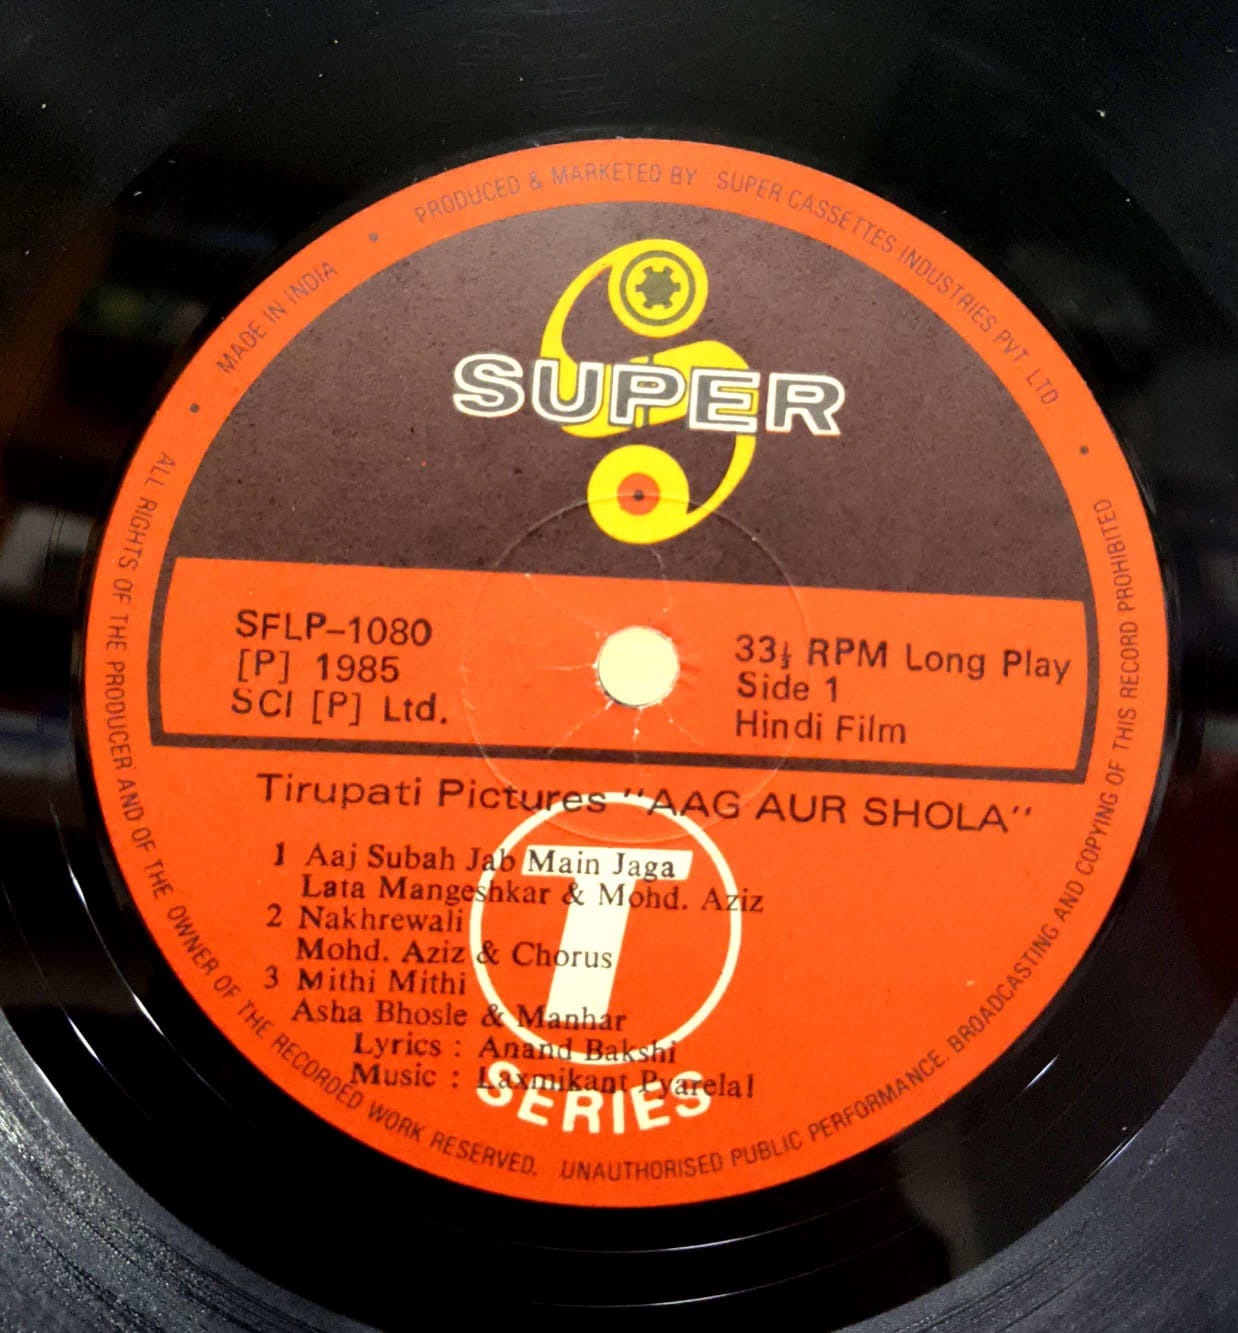 MADE IN INDIA • PRODUCED & MARKETED BY SUPER CASSETTES INDUSTRIES PVT. LTD.
SUPER
SFLP-1080
[P] 1985
SCI [P] Ltd.
33⅓ RPM Long Play
Side 1
Hindi Film
Tirupati Pictures "AAG AUR SHOLA"
1 Aaj Subah Jab Main Jaga
Lata Mangeshkar & Mohd. Aziz
2 Nakhrewali
Mohd. Aziz & Chorus
3 Mithi Mithi
Asha Bhosle & Manhar
Lyrics : Anand Bakshi
Music : Laxmikant Pyarelal
T
SERIES
ALL RIGHTS OF THE PRODUCER AND OF THE OWNER OF THE RECORDED WORK RESERVED. UNAUTHORISED PUBLIC PERFORMANCE. BROADCASTING AND COPYING OF THIS RECORD PROHIBITED